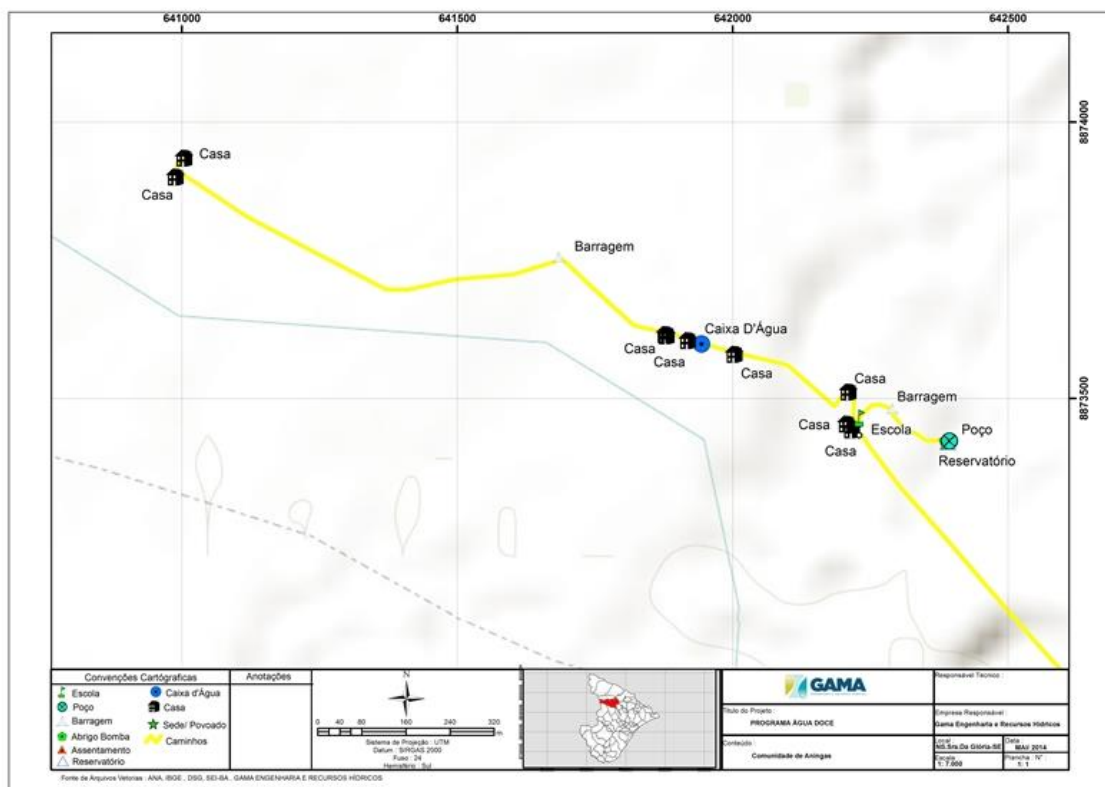 641000 641500 642000 642500
8874000
Casa
Casa
Barragem
Caixa D'Água
Casa
Casa
Casa
Casa
8873500
Barragem
Casa
Escola
Poço
Casa
Reservatório
Convenções Cartógraficas
Escola
Poço
Barragem
Abrigo Bomba
Assentamento
Reservatório
Caixa d'Água
Casa
Sede/ Povoado
Caminhos
Anotações
N
0 40 80 160 240 320
m
Sistema de Projeção : UTM
Datum : SIRGAS 2000
Fuso : 24
Hemisfério : Sul
GAMA
Título do Projeto :
PROGRAMA ÁGUA DOCE
Conteúdo :
Comunidade de Aningas
Responsável Técnico :
Empresa Responsável :
Gama Engenharia e Recursos Hídricos
Local :
NS.Sra.Da Glória-SE
Data :
MAI/ 2014
Escala :
1: 7.000
Prancha : N° :
1: 1
Fonte de Arquivos Vetorias : ANA, IBGE , DSG, SEI-BA , GAMA ENGENHARIA E RECURSOS HÍDRICOS